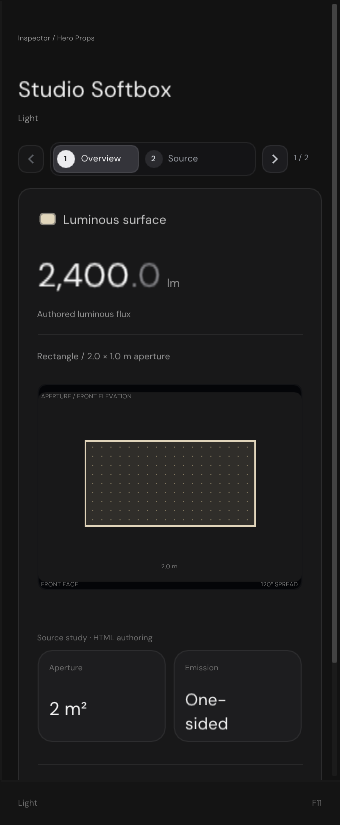 Inspector / Hero Props
Studio Softbox
Light
1 Overview 2 Source 1 / 2
Luminous surface
2,400.0 lm
Authored luminous flux
Rectangle / 2.0 × 1.0 m aperture
APERTURE / FRONT ELEVATION
2.0 m
FRONT FACE 120° SPREAD
Source study · HTML authoring
Aperture Emission
2 m² One-
sided
Light F11